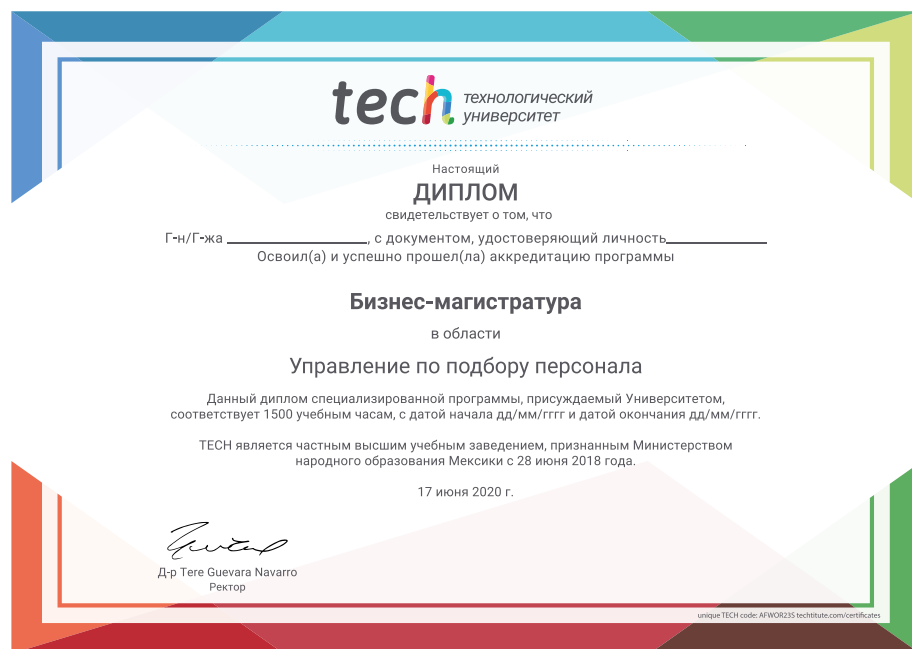 tech технологический
университет
Настоящий
ДИПЛОМ
свидетельствует о том, что
Г-н/Г-жа ____________________, с документом, удостоверяющий личность______________
Освоил(а) и успешно прошел(ла) аккредитацию программы
Бизнес-магистратура
в области
Управление по подбору персонала
Данный диплом специализированной программы, присуждаемый Университетом,
соответствует 1500 учебным часам, с датой начала дд/мм/гггг и датой окончания дд/мм/гггг.
TECH является частным высшим учебным заведением, признанным Министерством
народного образования Мексики с 28 июня 2018 года.
17 июня 2020 г.
Д-р Tere Guevara Navarro
Ректор
unique TECH code: AFWOR23S techtitute.com/certificates